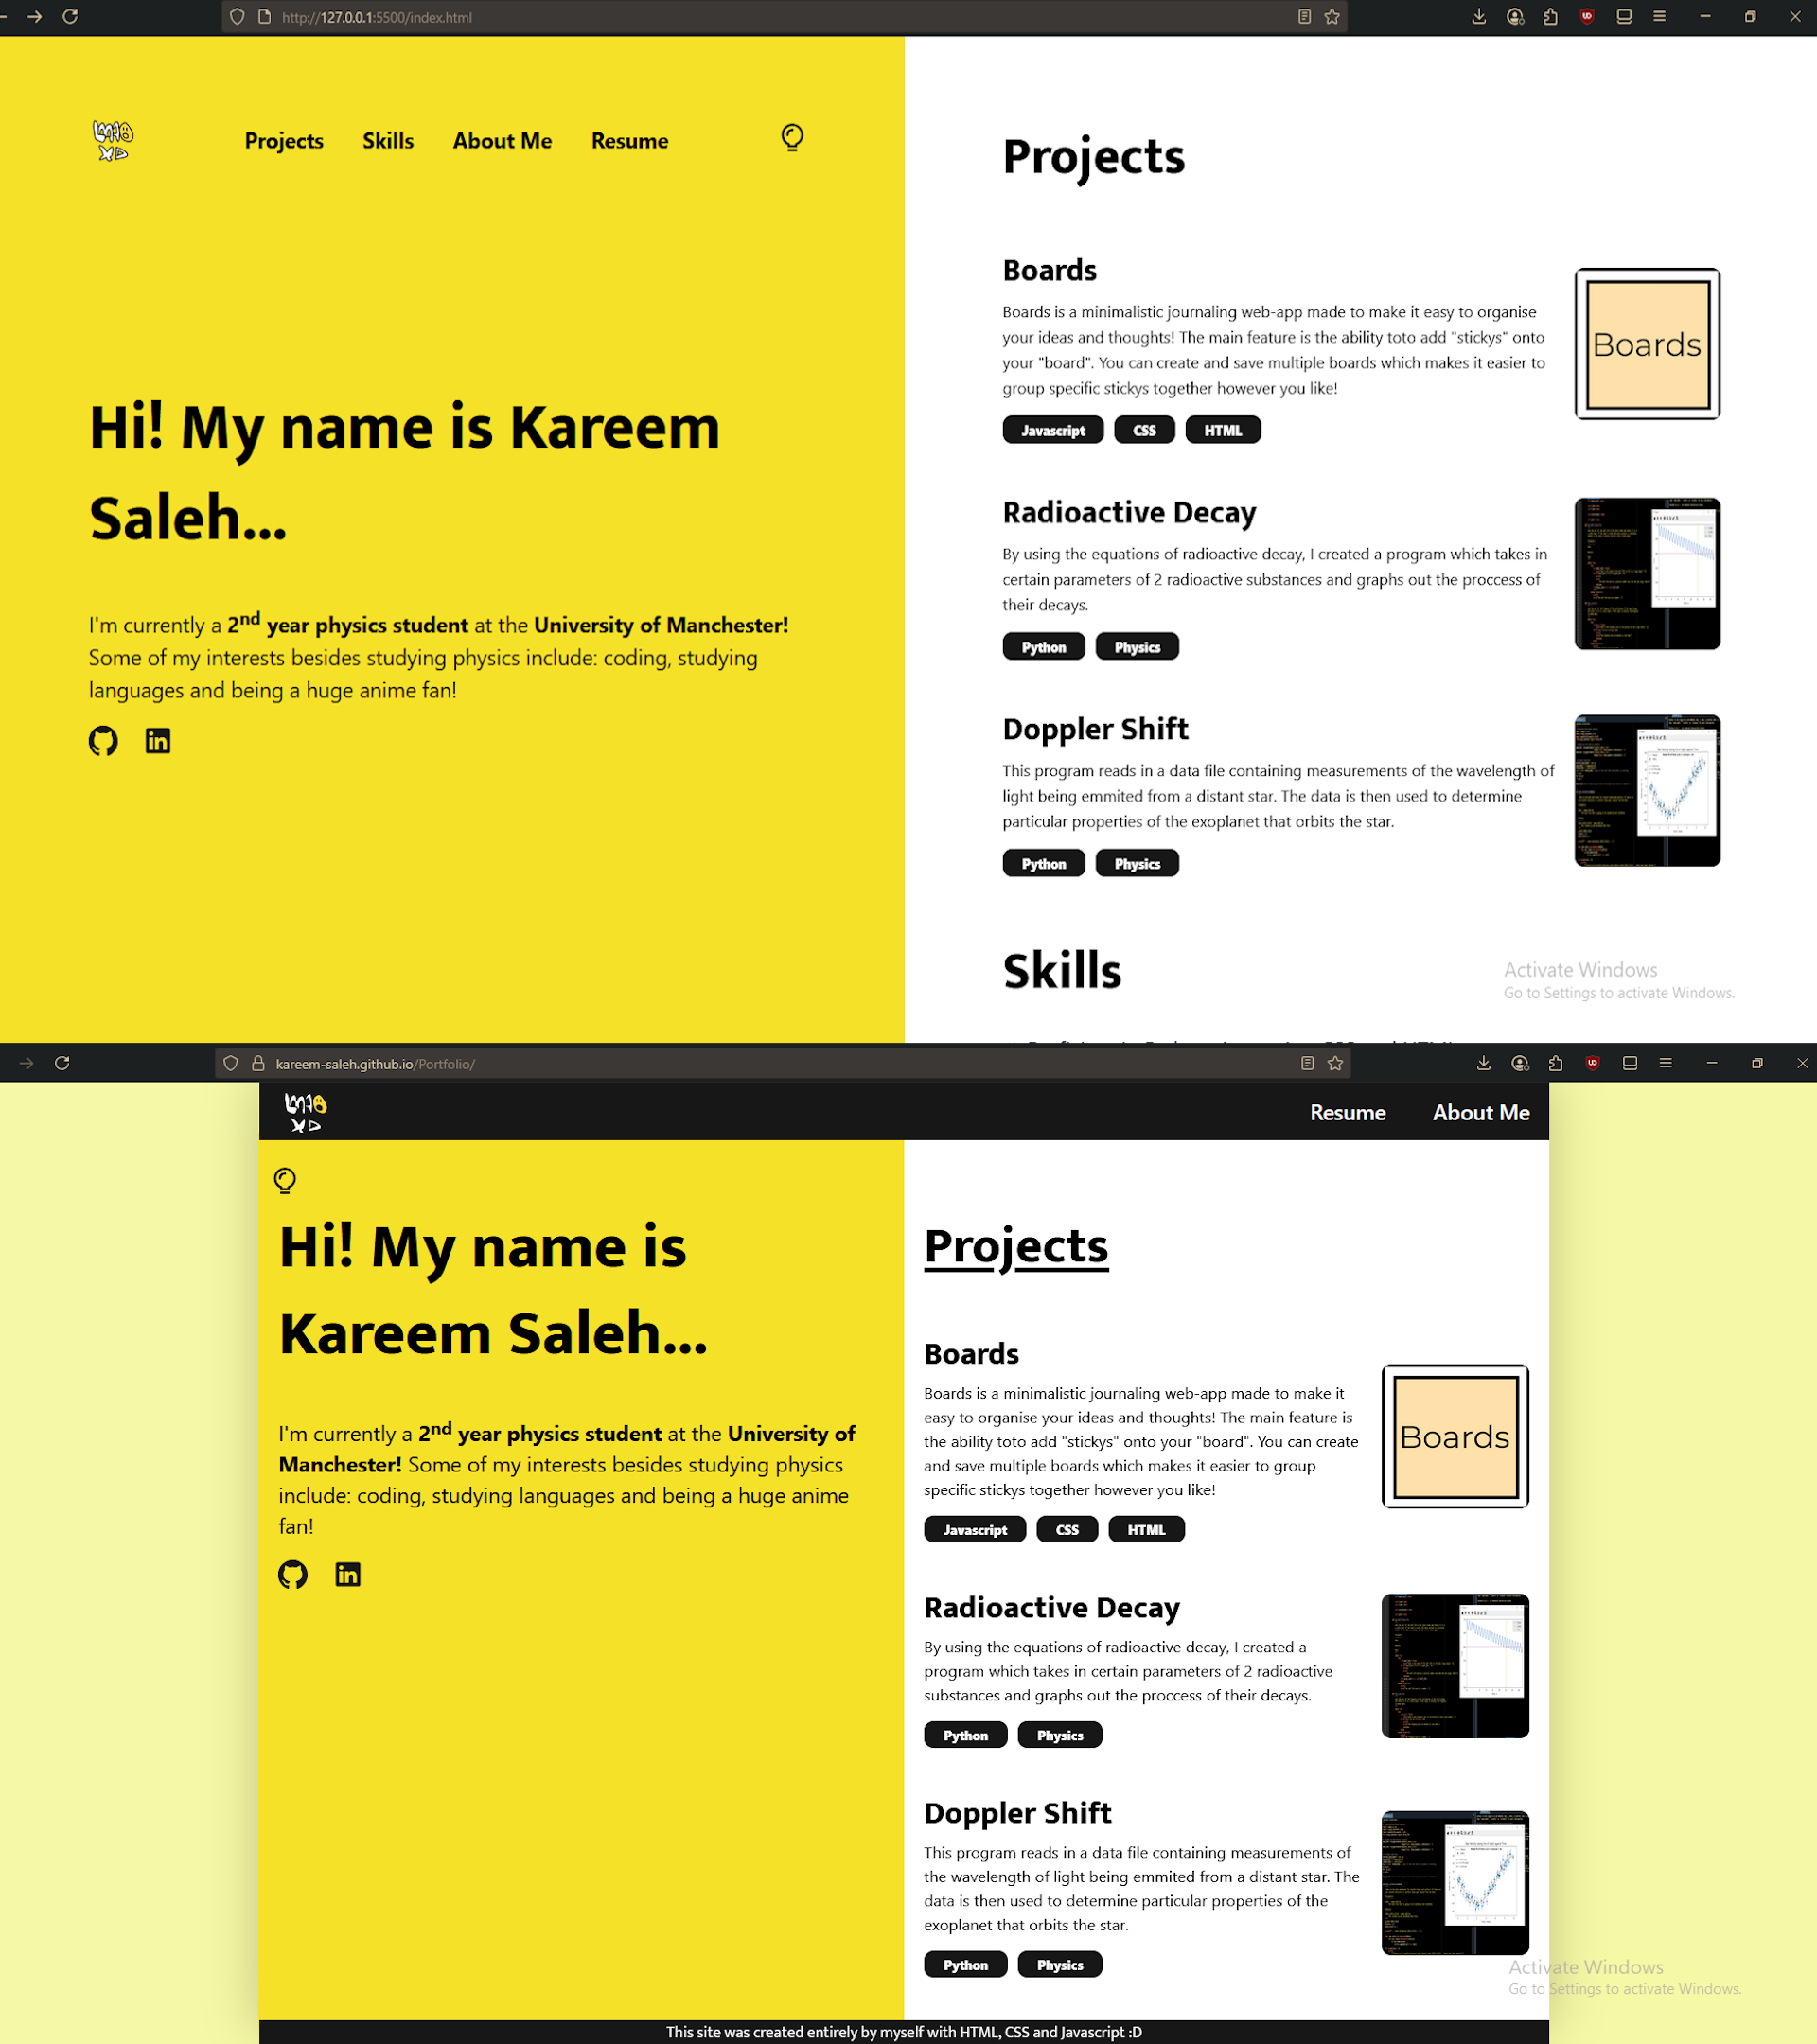 http://127.0.0.1:5500/index.html
Projects Skills About Me Resume
Hi! My name is Kareem
Saleh...
I'm currently a 2nd year physics student at the University of Manchester!
Some of my interests besides studying physics include: coding, studying
languages and being a huge anime fan!
Projects
Boards
Boards is a minimalistic journaling web-app made to make it easy to organise
your ideas and thoughts! The main feature is the ability toto add "stickys" onto
your "board". You can create and save multiple boards which makes it easier to
group specific stickys together however you like!
Javascript CSS HTML
Boards
Radioactive Decay
By using the equations of radioactive decay, I created a program which takes in
certain parameters of 2 radioactive substances and graphs out the proccess of
their decays.
Python Physics
Doppler Shift
This program reads in a data file containing measurements of the wavelength of
light being emmited from a distant star. The data is then used to determine
particular properties of the exoplanet that orbits the star.
Python Physics
Skills
Activate Windows
Go to Settings to activate Windows.
kareem-saleh.github.io/Portfolio/
Resume About Me
Hi! My name is
Kareem Saleh...
I'm currently a 2nd year physics student at the University of
Manchester! Some of my interests besides studying physics
include: coding, studying languages and being a huge anime
fan!
Projects
Boards
Boards is a minimalistic journaling web-app made to make it
easy to organise your ideas and thoughts! The main feature is
the ability toto add "stickys" onto your "board". You can create
and save multiple boards which makes it easier to group
specific stickys together however you like!
Javascript CSS HTML
Boards
Radioactive Decay
By using the equations of radioactive decay, I created a
program which takes in certain parameters of 2 radioactive
substances and graphs out the proccess of their decays.
Python Physics
Doppler Shift
This program reads in a data file containing measurements of
the wavelength of light being emmited from a distant star. The
data is then used to determine particular properties of the
exoplanet that orbits the star.
Python Physics
Activate Windows
Go to Settings to activate Windows.
This site was created entirely by myself with HTML, CSS and Javascript :D